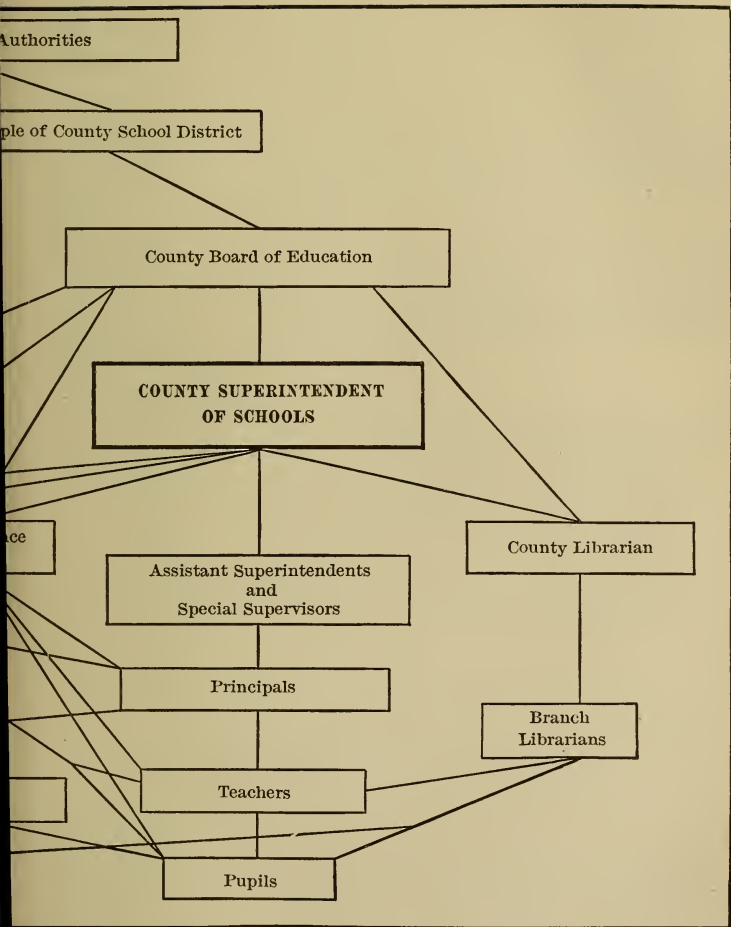 Authorities
ple of County School District
County Board of Education
COUNTY SUPERINTENDENT
OF SCHOOLS
nce
County Librarian
Assistant Superintendents
and
Special Supervisors
Principals
Branch
Librarians
Teachers
Pupils